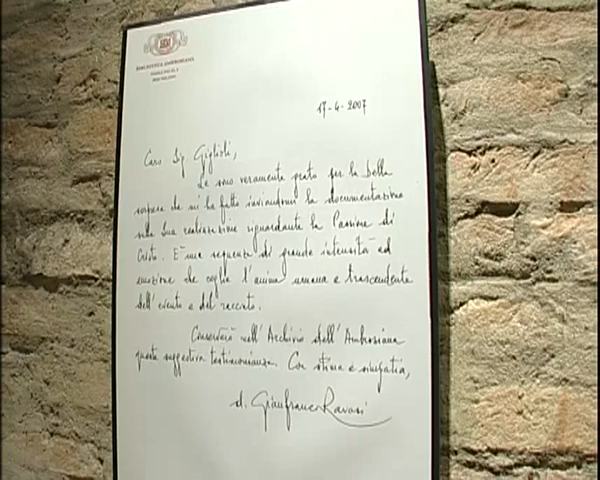 BIBLIOTECA AMBROSIANA
17-4-2007
Caro Sig. Giglioli,
Le sono veramente grato per la bella
sorpresa che mi ha fatto inviandomi la documentazione
sulla Sua realizzazione riguardante la Passione di
Cristo. È una sequenza di grande intensità ed
emozione che coglie l'anima umana e trascendente
dell'evento e del racconto.
Conserverò nell'Archivio dell'Ambrosiana
questa suggestiva testimonianza. Con stima e simpatia,
d. Gianfranco Ravasi